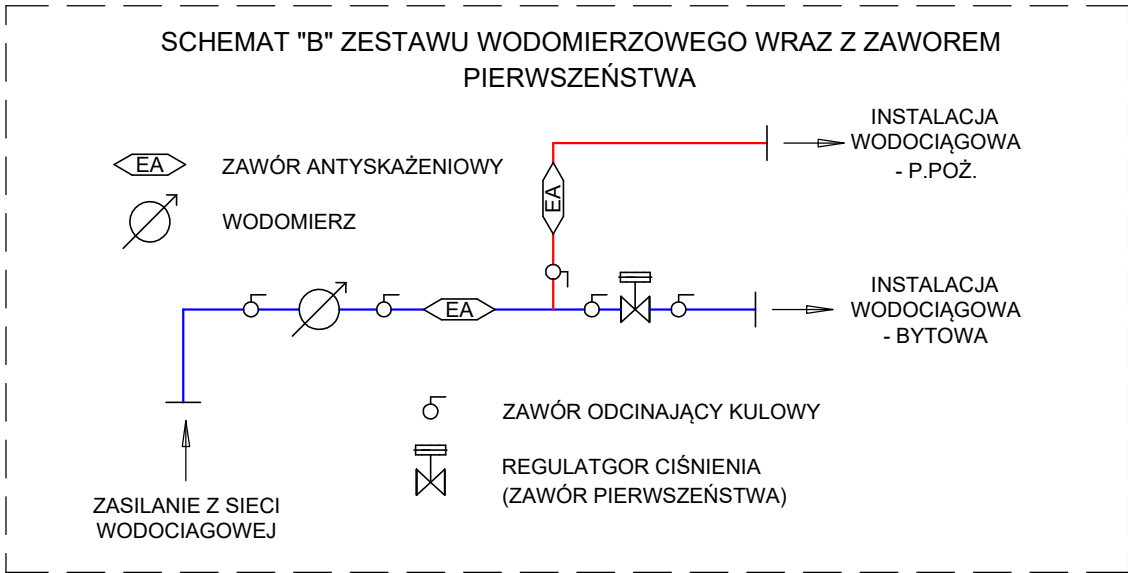 SCHEMAT "B" ZESTAWU WODOMIERZOWEGO WRAZ Z ZAWOREM
PIERWSZEŃSTWA
EA
ZAWÓR ANTYSKAŻENIOWY
WODOMIERZ
EA
INSTALACJA
WODOCIĄGOWA
- P.POŻ.
EA
INSTALACJA
WODOCIĄGOWA
- BYTOWA
ZAWÓR ODCINAJĄCY KULOWY
REGULATGOR CIŚNIENIA
(ZAWÓR PIERWSZEŃSTWA)
ZASILANIE Z SIECI
WODOCIAGOWEJ